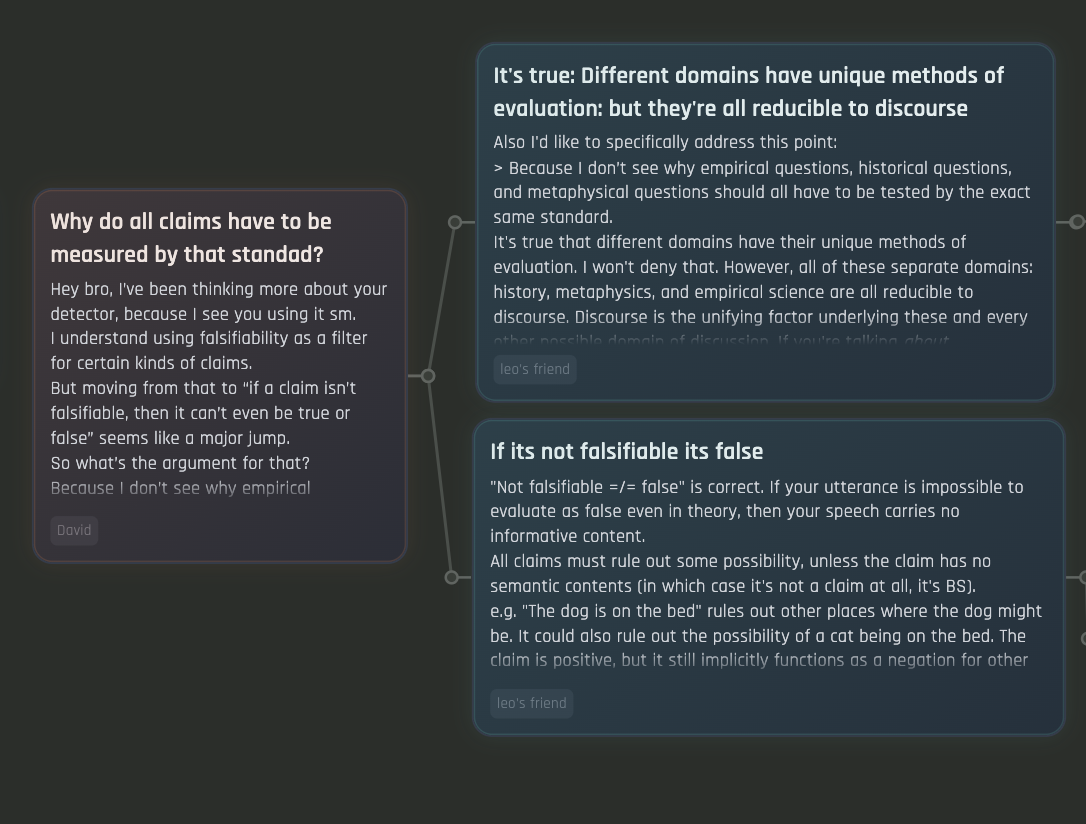 Why do all claims have to be
measured by that standad?
Hey bro, I've been thinking more about your
detector, because I see you using it sm.
I understand using falsifiability as a filter
for certain kinds of claims.
But moving from that to “if a claim isn’t
falsifiable, then it can’t even be true or
false” seems like a major jump.
So what’s the argument for that?
Because I don’t see why empirical
David
It's true: Different domains have unique methods of
evaluation: but they're all reducible to discourse
Also I'd like to specifically address this point:
> Because I don’t see why empirical questions, historical questions,
and metaphysical questions should all have to be tested by the exact
same standard.
It's true that different domains have their unique methods of
evaluation. I won't deny that. However, all of these separate domains:
history, metaphysics, and empirical science are all reducible to
discourse. Discourse is the unifying factor underlying these and every
other possible domain of discussion. If you're talking about
leo's friend
If its not falsifiable its false
"Not falsifiable =/= false" is correct. If your utterance is impossible to
evaluate as false even in theory, then your speech carries no
informative content.
All claims must rule out some possibility, unless the claim has no
semantic contents (in which case it's not a claim at all, it's BS).
e.g. "The dog is on the bed" rules out other places where the dog might
be. It could also rule out the possibility of a cat being on the bed. The
claim is positive, but it still implicitly functions as a negation for other
leo's friend